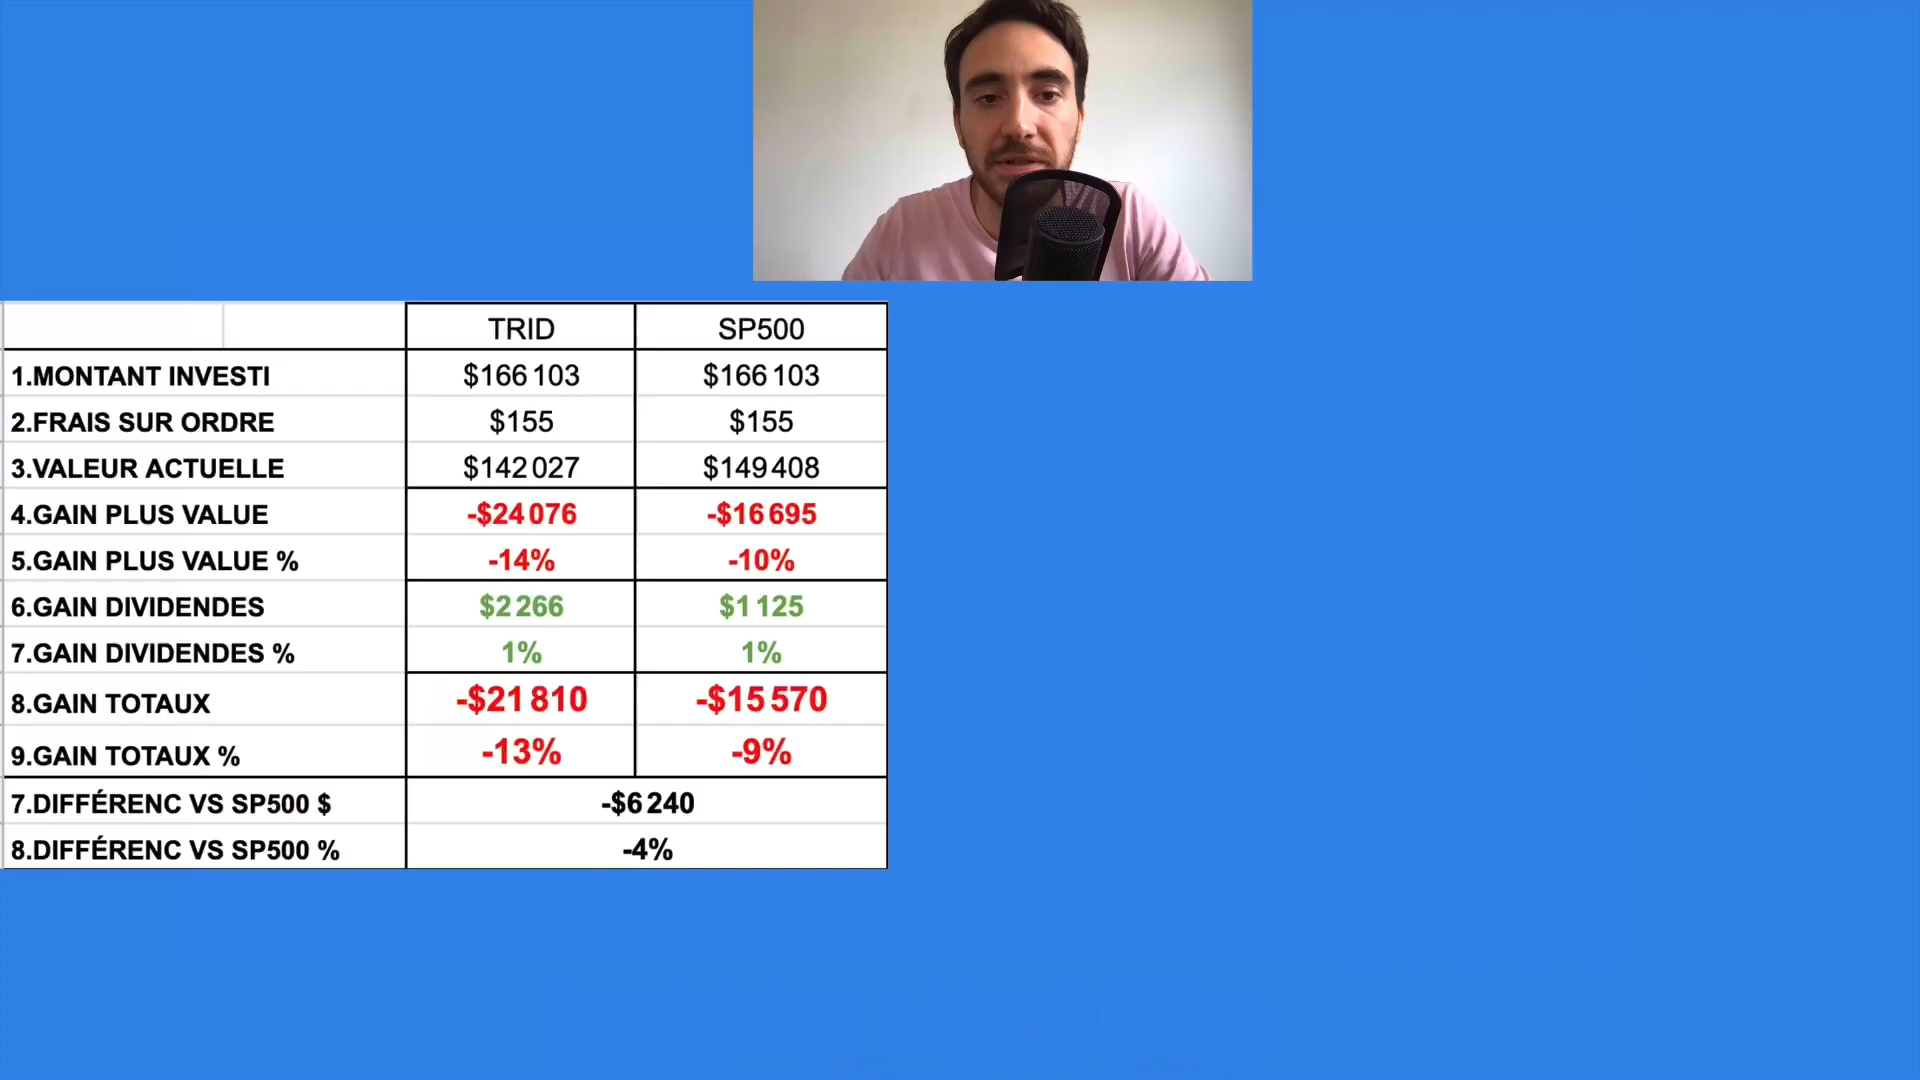 TRID SP500
1.MONTANT INVESTI $166 103 $166 103
2.FRAIS SUR ORDRE $155 $155
3.VALEUR ACTUELLE $142 027 $149 408
4.GAIN PLUS VALUE -$24 076 -$16 695
5.GAIN PLUS VALUE % -14% -10%
6.GAIN DIVIDENDES $2 266 $1 125
7.GAIN DIVIDENDES % 1% 1%
8.GAIN TOTAUX -$21 810 -$15 570
9.GAIN TOTAUX % -13% -9%
7.DIFFÉRENC VS SP500 $ -$6 240
8.DIFFÉRENC VS SP500 % -4%